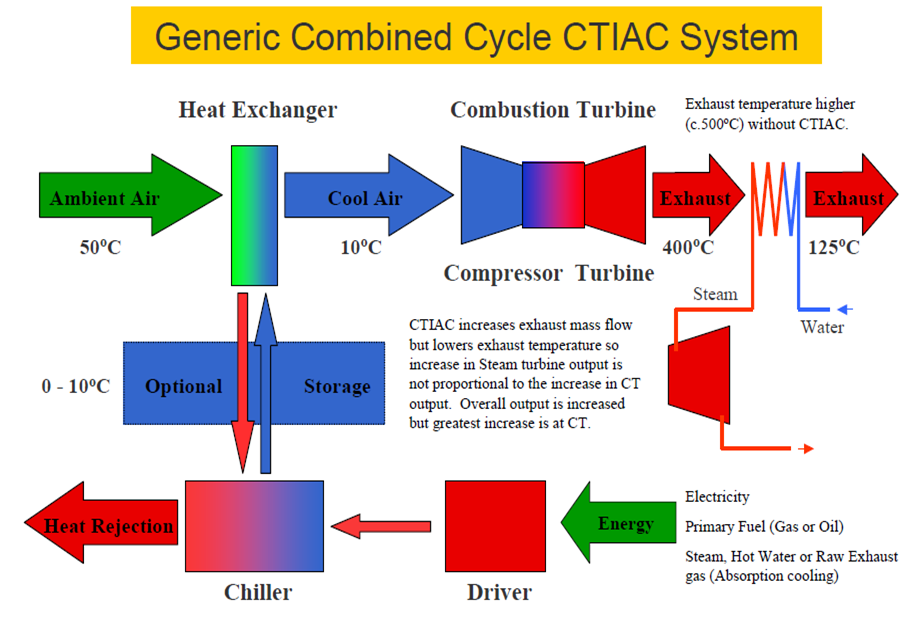 Generic Combined Cycle CTIAC System
Heat Exchanger
Combustion Turbine
Exhaust temperature higher
(c.500ºC) without CTIAC.
Ambient Air
Cool Air
Exhaust
Exhaust
50ºC
10ºC
400ºC
125ºC
Compressor Turbine
Steam
Water
CTIAC increases exhaust mass flow
but lowers exhaust temperature so
increase in Steam turbine output is
not proportional to the increase in CT
output. Overall output is increased
but greatest increase is at CT.
0 - 10ºC
Optional
Storage
Heat Rejection
Energy
Electricity
Primary Fuel (Gas or Oil)
Steam, Hot Water or Raw Exhaust
gas (Absorption cooling)
Chiller
Driver